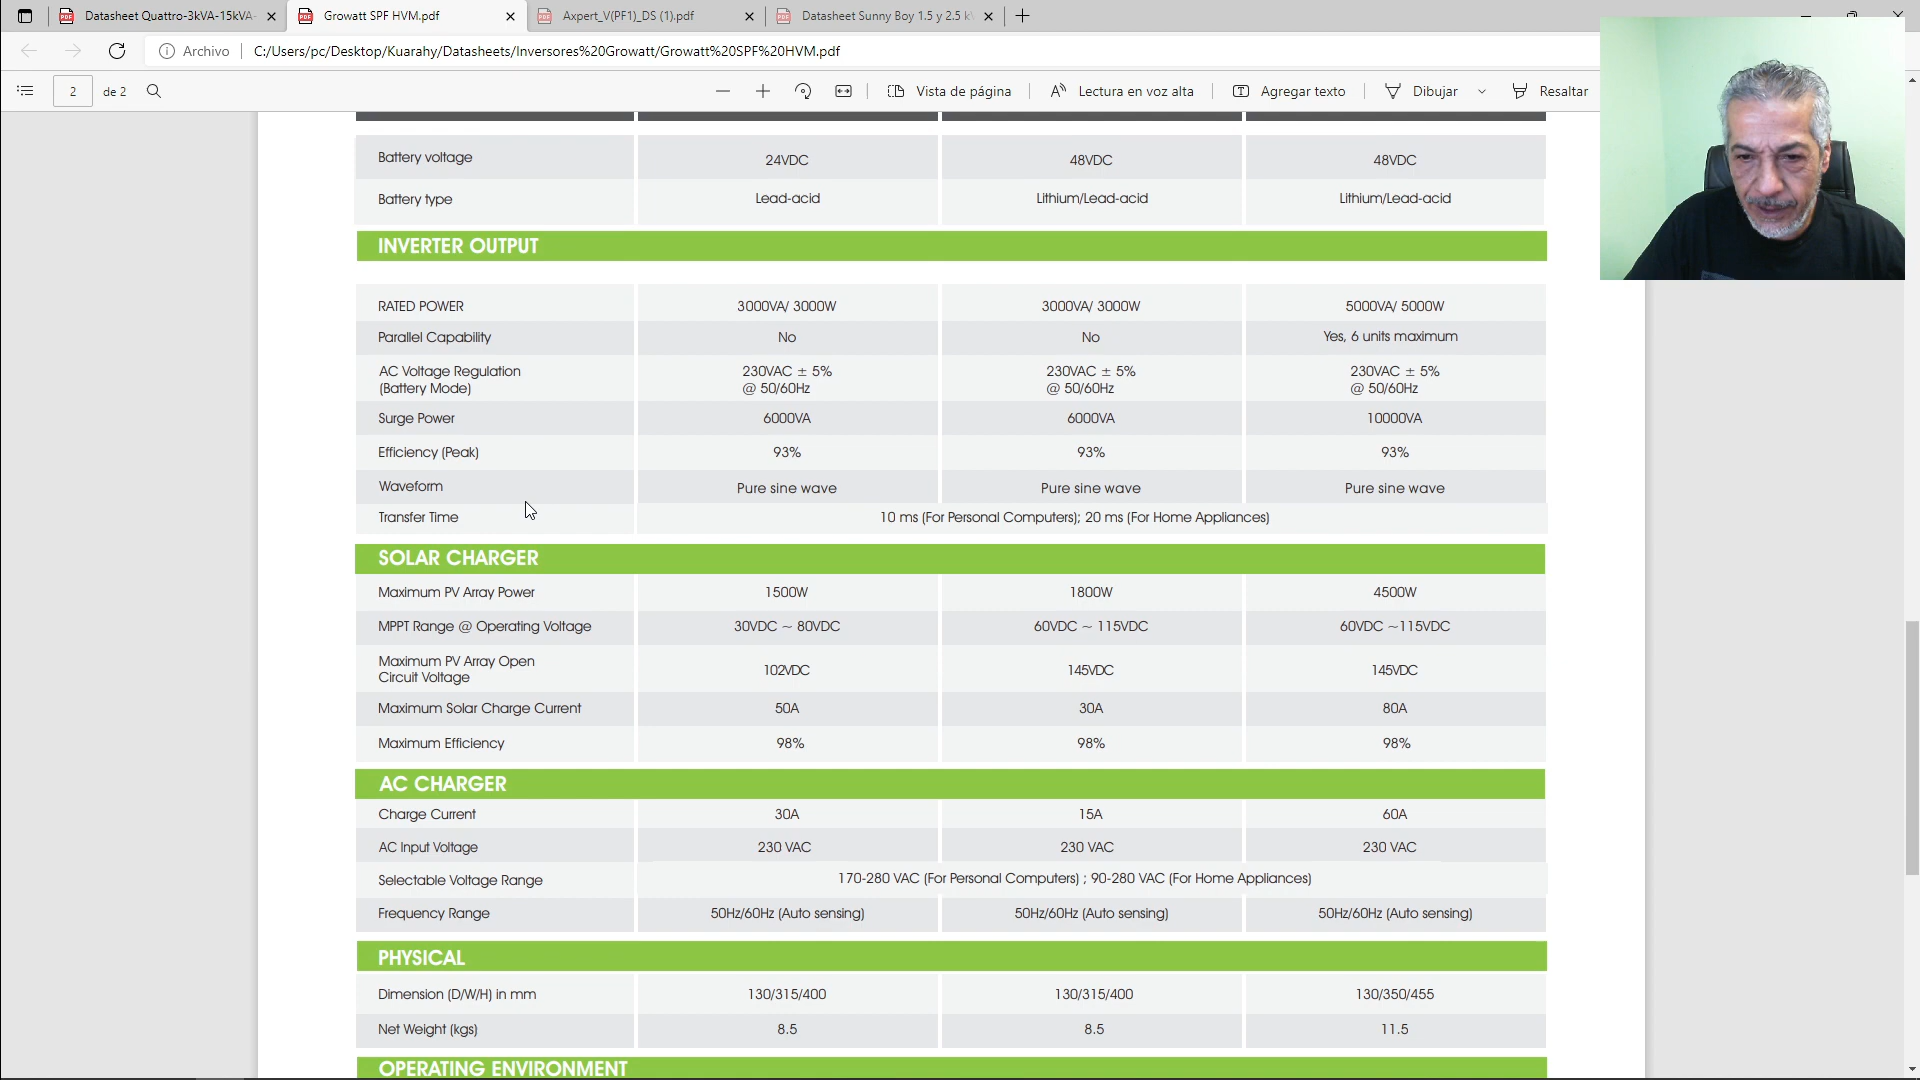 Datasheet Quattro-3kVA-15kVA-
Growatt SPF HVM.pdf
Axpert_V(PF1)_DS (1).pdf
Datasheet Sunny Boy 1.5 y 2.5 k
Archivo
C:/Users/pc/Desktop/Kuarahy/Datasheets/Inversores%20Growatt/Growatt%20SPF%20HVM.pdf
2 de 2
Vista de página
Lectura en voz alta
Agregar texto
Dibujar
Resaltar
Battery voltage 24VDC 48VDC 48VDC
Battery type Lead-acid Lithium/Lead-acid Lithium/Lead-acid
INVERTER OUTPUT
RATED POWER 3000VA/ 3000W 3000VA/ 3000W 5000VA/ 5000W
Parallel Capability No No Yes, 6 units maximum
AC Voltage Regulation 230VAC ± 5% 230VAC ± 5% 230VAC ± 5%
(Battery Mode) @ 50/60Hz @ 50/60Hz @ 50/60Hz
Surge Power 6000VA 6000VA 10000VA
Efficiency (Peak) 93% 93% 93%
Waveform Pure sine wave Pure sine wave Pure sine wave
Transfer Time 10 ms (For Personal Computers); 20 ms (For Home Appliances)
SOLAR CHARGER
Maximum PV Array Power 1500W 1800W 4500W
MPPT Range @ Operating Voltage 30VDC ~ 80VDC 60VDC ~ 115VDC 60VDC ~115VDC
Maximum PV Array Open
Circuit Voltage 102VDC 145VDC 145VDC
Maximum Solar Charge Current 50A 30A 80A
Maximum Efficiency 98% 98% 98%
AC CHARGER
Charge Current 30A 15A 60A
AC Input Voltage 230 VAC 230 VAC 230 VAC
Selectable Voltage Range 170-280 VAC (For Personal Computers) ; 90-280 VAC (For Home Appliances)
Frequency Range 50Hz/60Hz (Auto sensing) 50Hz/60Hz (Auto sensing) 50Hz/60Hz (Auto sensing)
PHYSICAL
Dimension (D/W/H) in mm 130/315/400 130/315/400 130/350/455
Net Weight (kgs) 8.5 8.5 11.5
OPERATING ENVIRONMENT